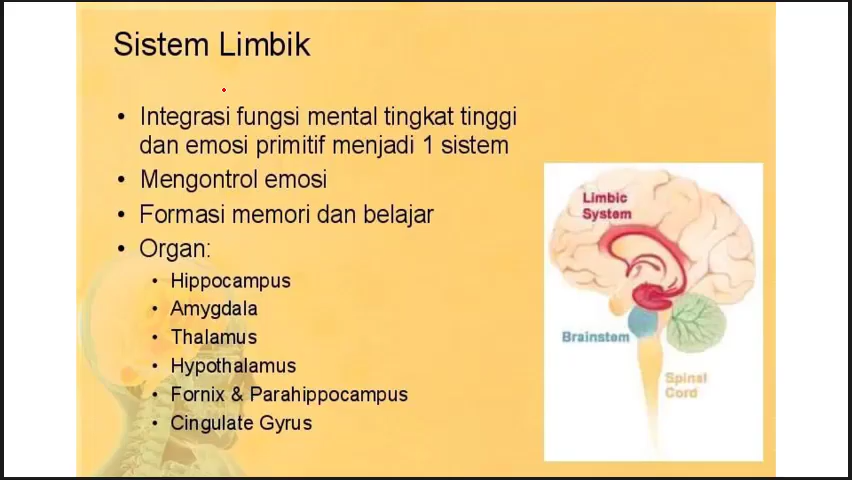 Sistem Limbik
• Integrasi fungsi mental tingkat tinggi
dan emosi primitif menjadi 1 sistem
• Mengontrol emosi
• Formasi memori dan belajar
• Organ:
• Hippocampus
• Amygdala
• Thalamus
• Hypothalamus
• Fornix & Parahippocampus
• Cingulate Gyrus
Limbic
System
Brainstem
Spinal
Cord